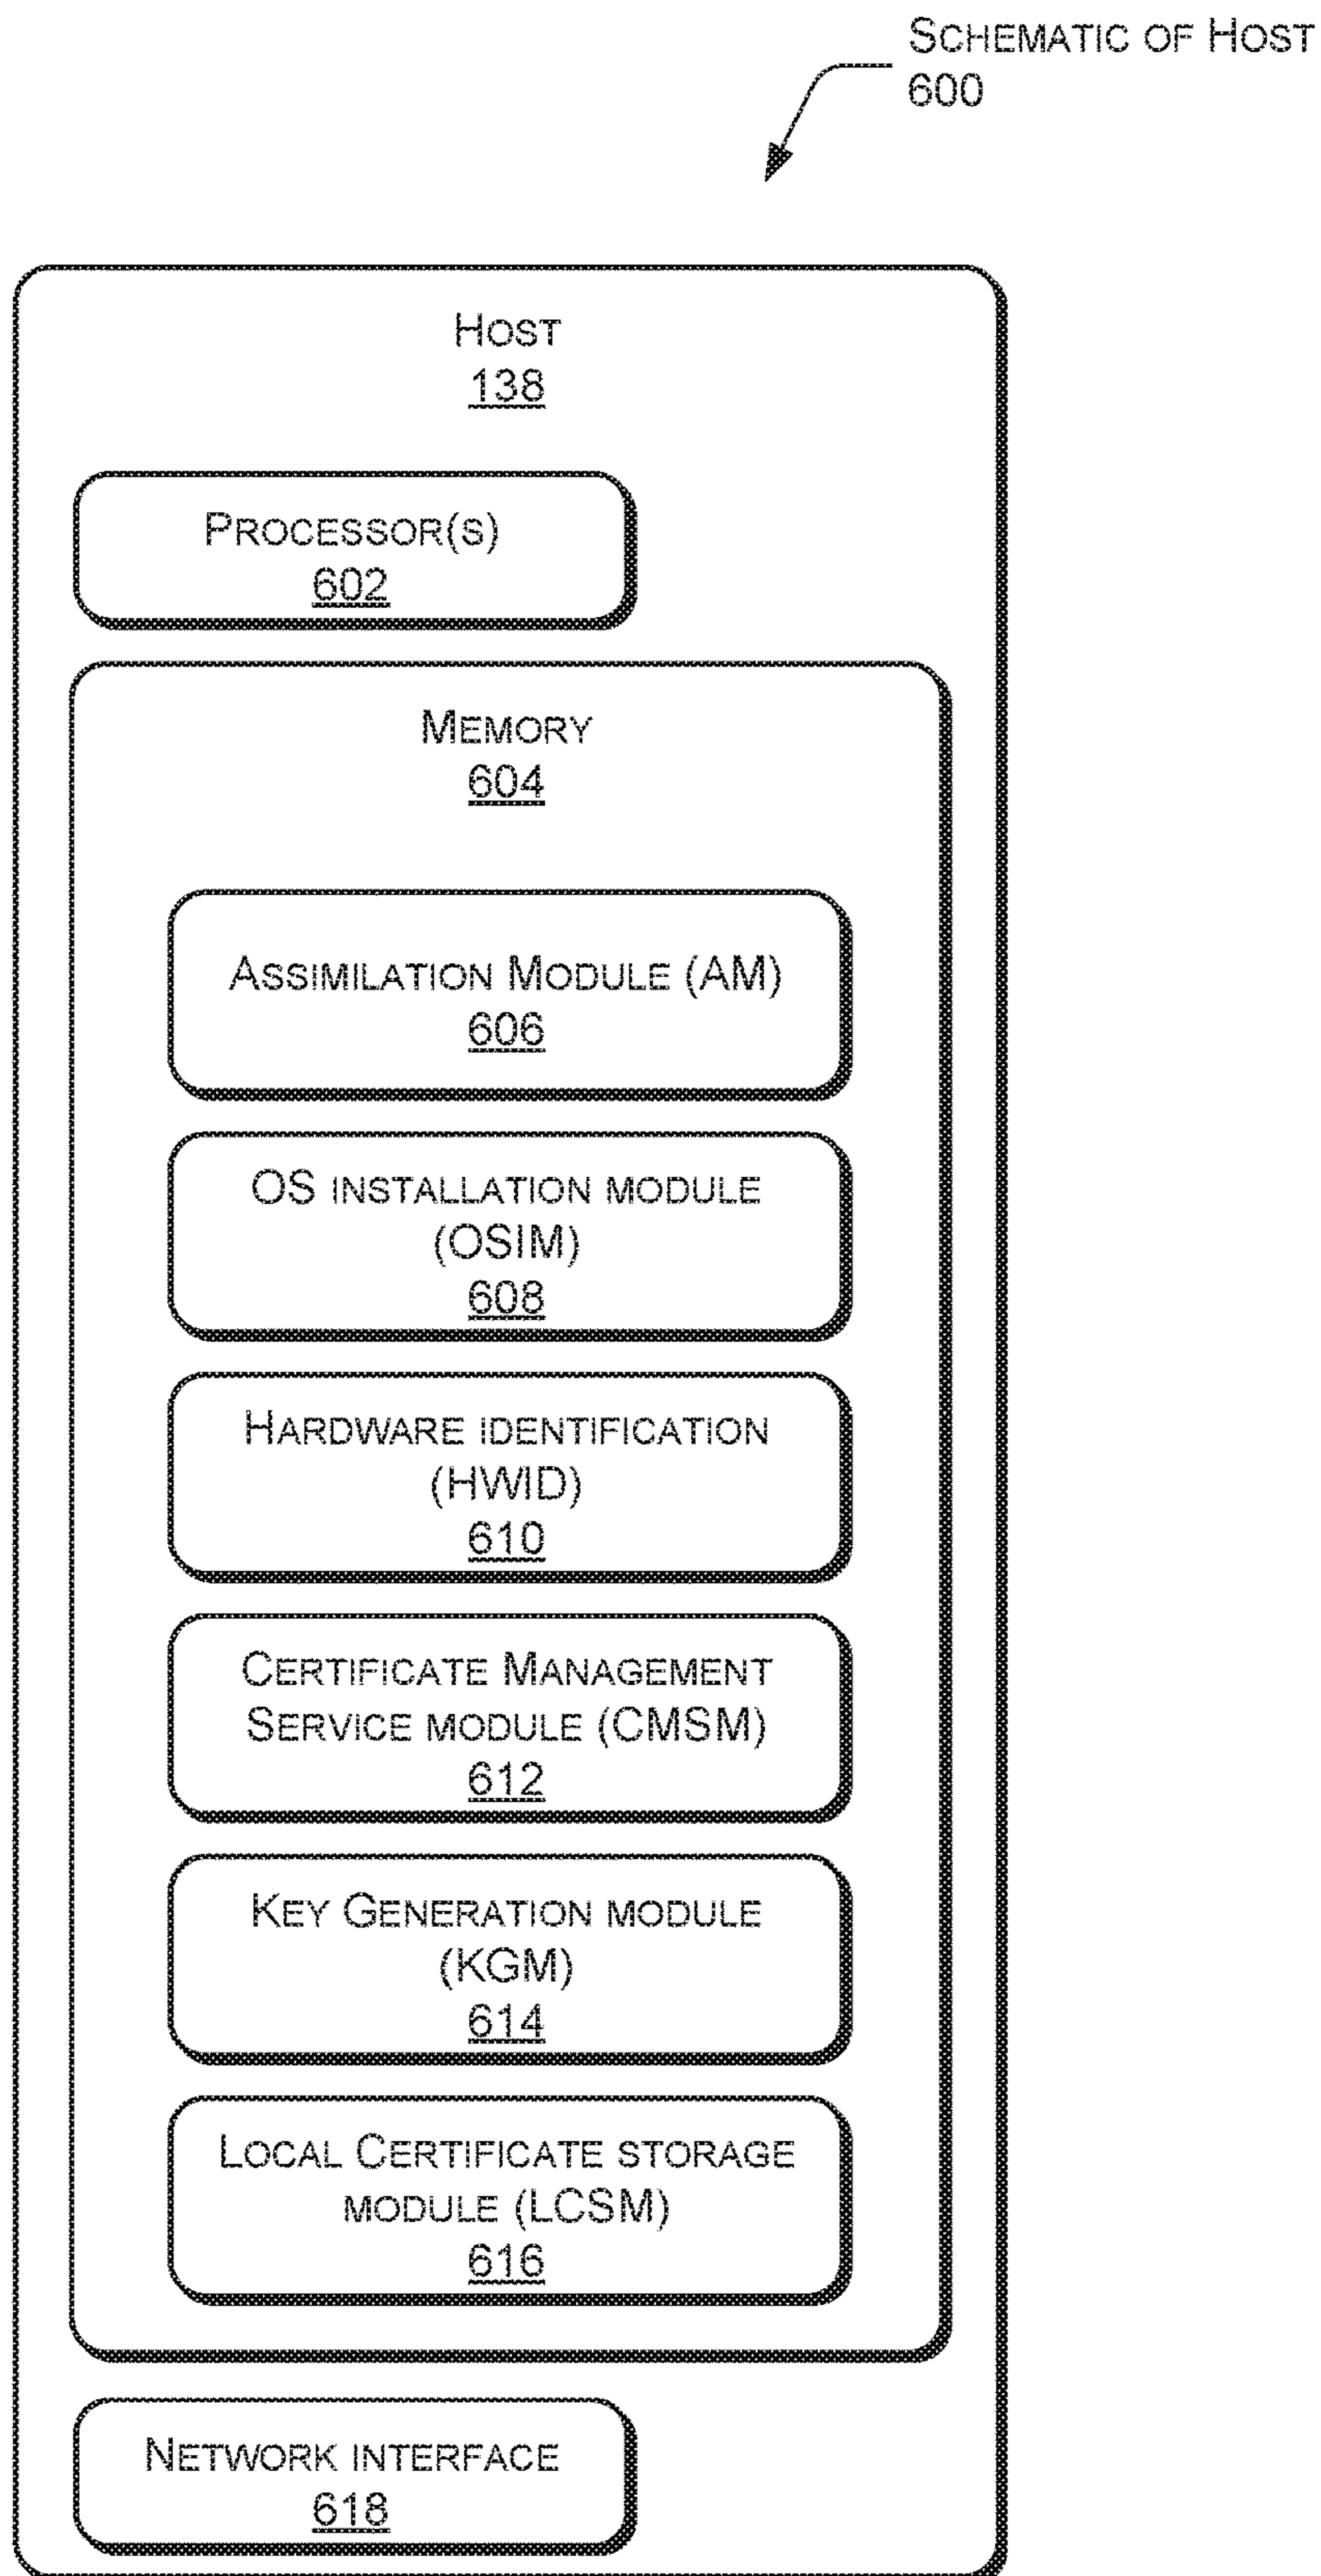 SCHEMATIC OF HOST
600
HOST
138
PROCESSOR(S)
602
MEMORY
604
ASSIMILATION MODULE (AM)
606
OS INSTALLATION MODULE
(OSIM)
608
HARDWARE IDENTIFICATION
(HWID)
610
CERTIFICATE MANAGEMENT
SERVICE MODULE (CMSM)
612
KEY GENERATION MODULE
(KGM)
614
LOCAL CERTIFICATE STORAGE
MODULE (LCSM)
616
NETWORK INTERFACE
618